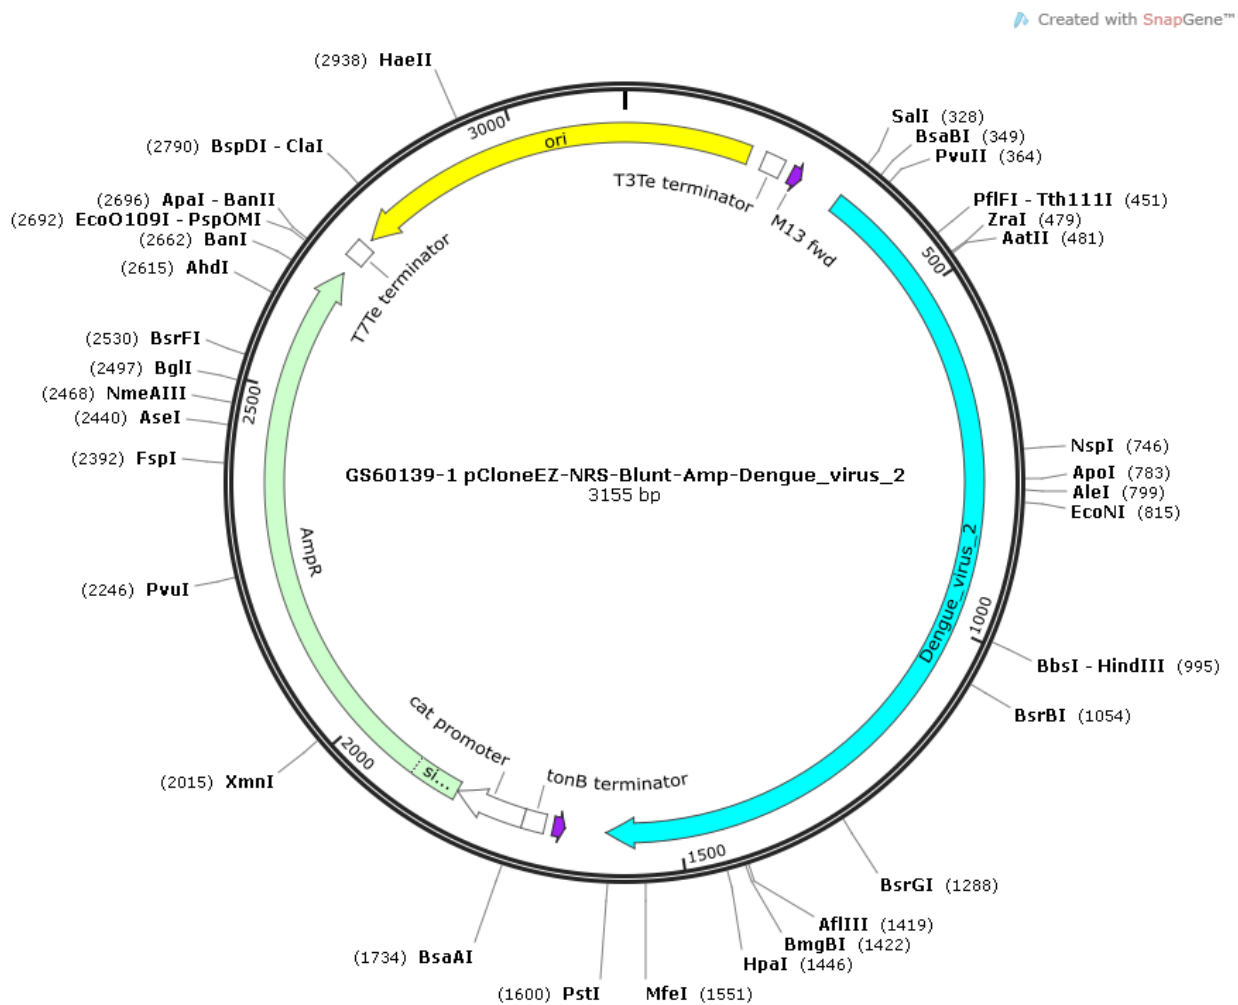 Created with SnapGene™
(2938) HaeII
3000
ori
(2790) BspDI - ClaI
SalI (328)
BsaBI (349)
PvuII (364)
T3Te terminator
M13 fwd
(2696) ApaI - BanII
(2692) EcoO109I - PspOMI
(2662) BanI
(2615) AhdI
PflFI - Tth111I (451)
ZraI (479)
AatII (481)
500
T7Te terminator
(2530) BsrFI
(2497) BglI
(2468) NmeAIII
(2440) AseI
(2392) FspI
2500
NspI (746)
ApoI (783)
AleI (799)
EcoNI (815)
GS60139-1 pCloneEZ-NRS-Blunt-Amp-Dengue_virus_2
3155 bp
AmpR
Dengue_virus_2
(2246) PvuI
1000
BbsI - HindIII (995)
BsrBI (1054)
cat promoter
tonB terminator
si...
2000
(2015) XmnI
1500
BsrGI (1288)
AflIII (1419)
BmgBI (1422)
HpaI (1446)
(1734) BsaAI
(1600) PstI
MfeI (1551)